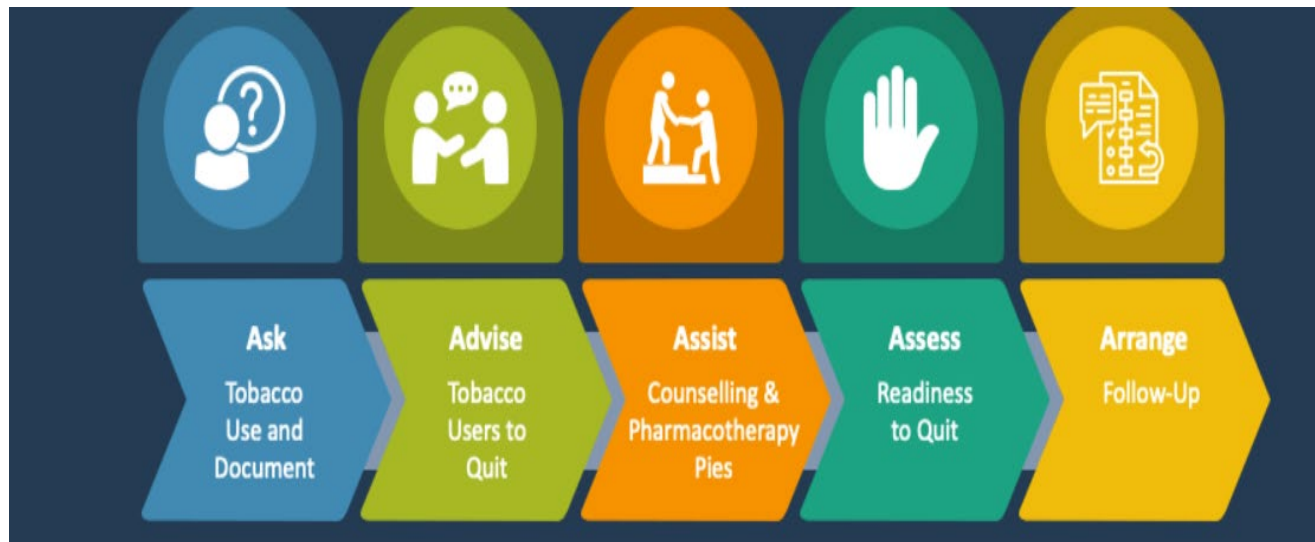 ?
Ask
Tobacco
Use and
Document
Advise
Tobacco
Users to
Quit
Assist
Counselling &
Pharmacotherapy
Pies
Assess
Readiness
to Quit
Arrange
Follow-Up